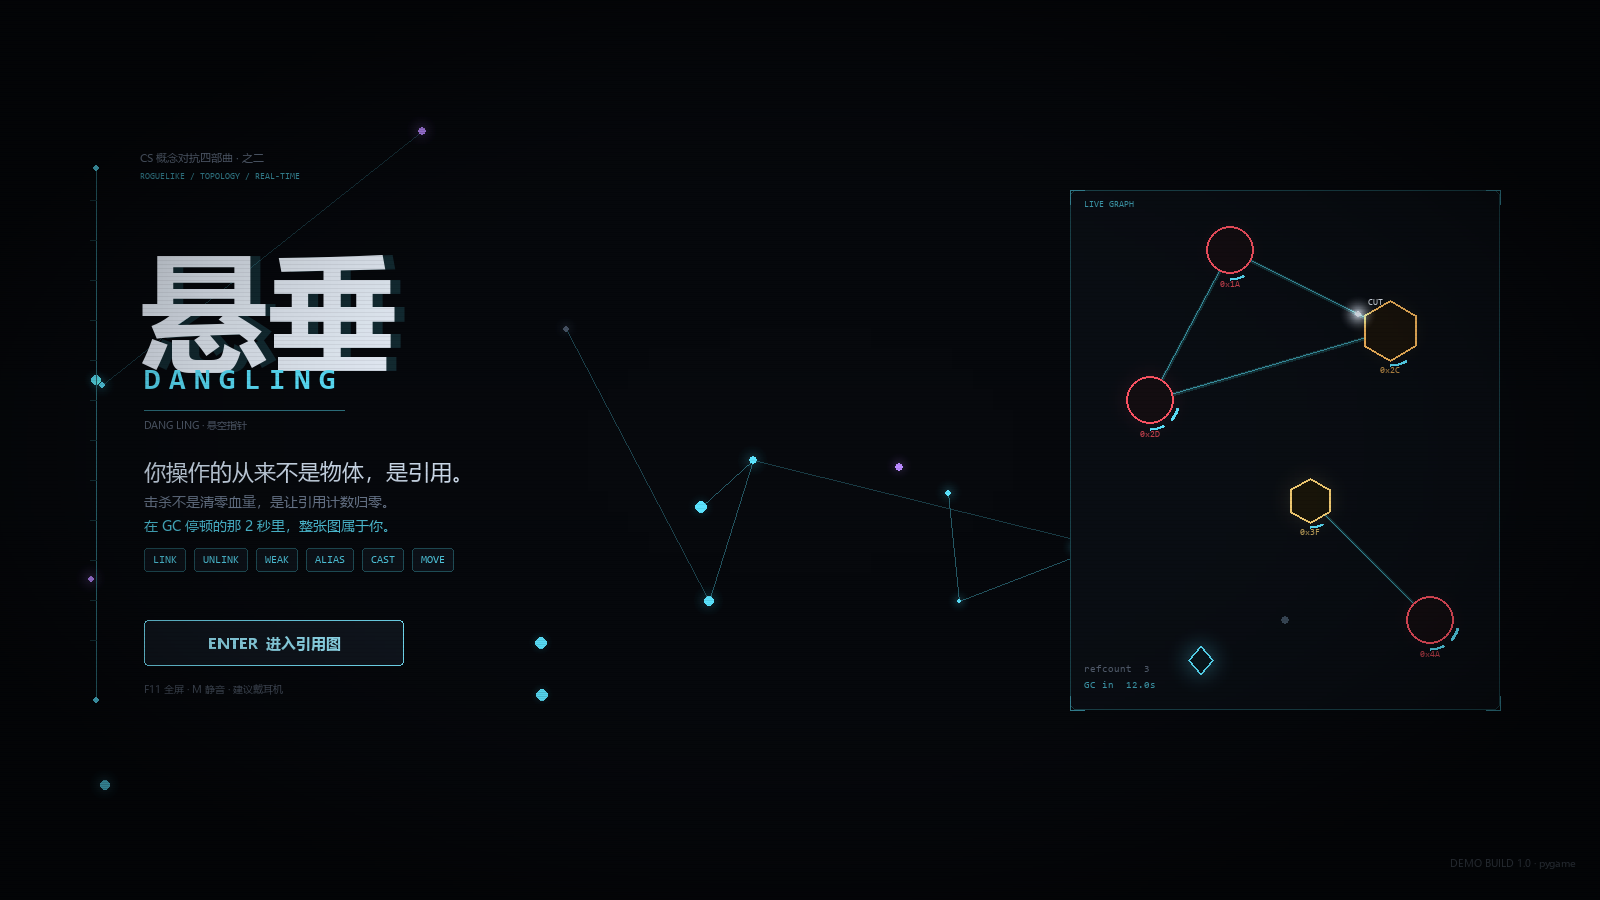 CS 概念对抗四部曲 · 之二
ROGUELIKE / TOPOLOGY / REAL-TIME
悬垂
DANGLING
DANG LING · 悬空指针
你操作的从来不是物体，是引用。
击杀不是清零血量，是让引用计数归零。
在 GC 停顿的那 2 秒里，整张图属于你。
LINK UNLINK WEAK ALIAS CAST MOVE
ENTER 进入引用图
F11 全屏 · M 静音 · 建议戴耳机
LIVE GRAPH
0x1A
CUT
0x2C
0x2D
0x3F
0x4A
refcount 3
GC in 12.0s
DEMO BUILD 1.0 · pygame